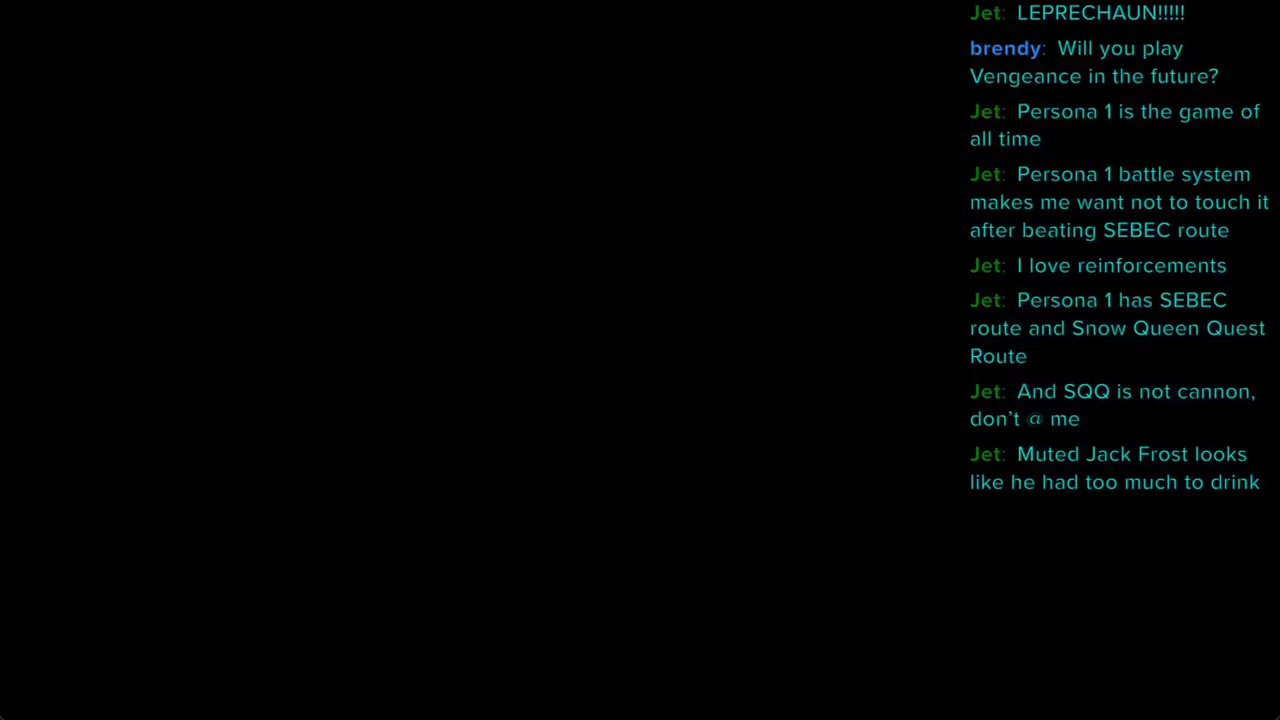 Jet: LEPRECHAUN!!!!!
brendy: Will you play
Vengeance in the future?
Jet: Persona 1 is the game of
all time
Jet: Persona 1 battle system
makes me want not to touch it
after beating SEBEC route
Jet: I love reinforcements
Jet: Persona 1 has SEBEC
route and Snow Queen Quest
Route
Jet: And SQQ is not cannon,
don’t @ me
Jet: Muted Jack Frost looks
like he had too much to drink